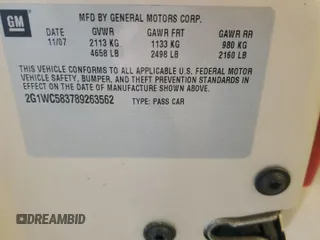 GM
MFD BY GENERAL MOTORS CORP.
DATE GVWR GAWR FRT GAWR RR
11/07 2113 KG 1133 KG 980 KG
4658 LB 2498 LB 2160 LB
THIS VEHICLE CONFORMS TO ALL APPLICABLE U.S. FEDERAL MOTOR
VEHICLE SAFETY, BUMPER, AND THEFT PREVENTION STANDARDS IN
EFFECT ON THE DATE OF MANUFACTURE SHOWN ABOVE.
2G1WC583789263562 TYPE: PASS CAR
DREAMBID